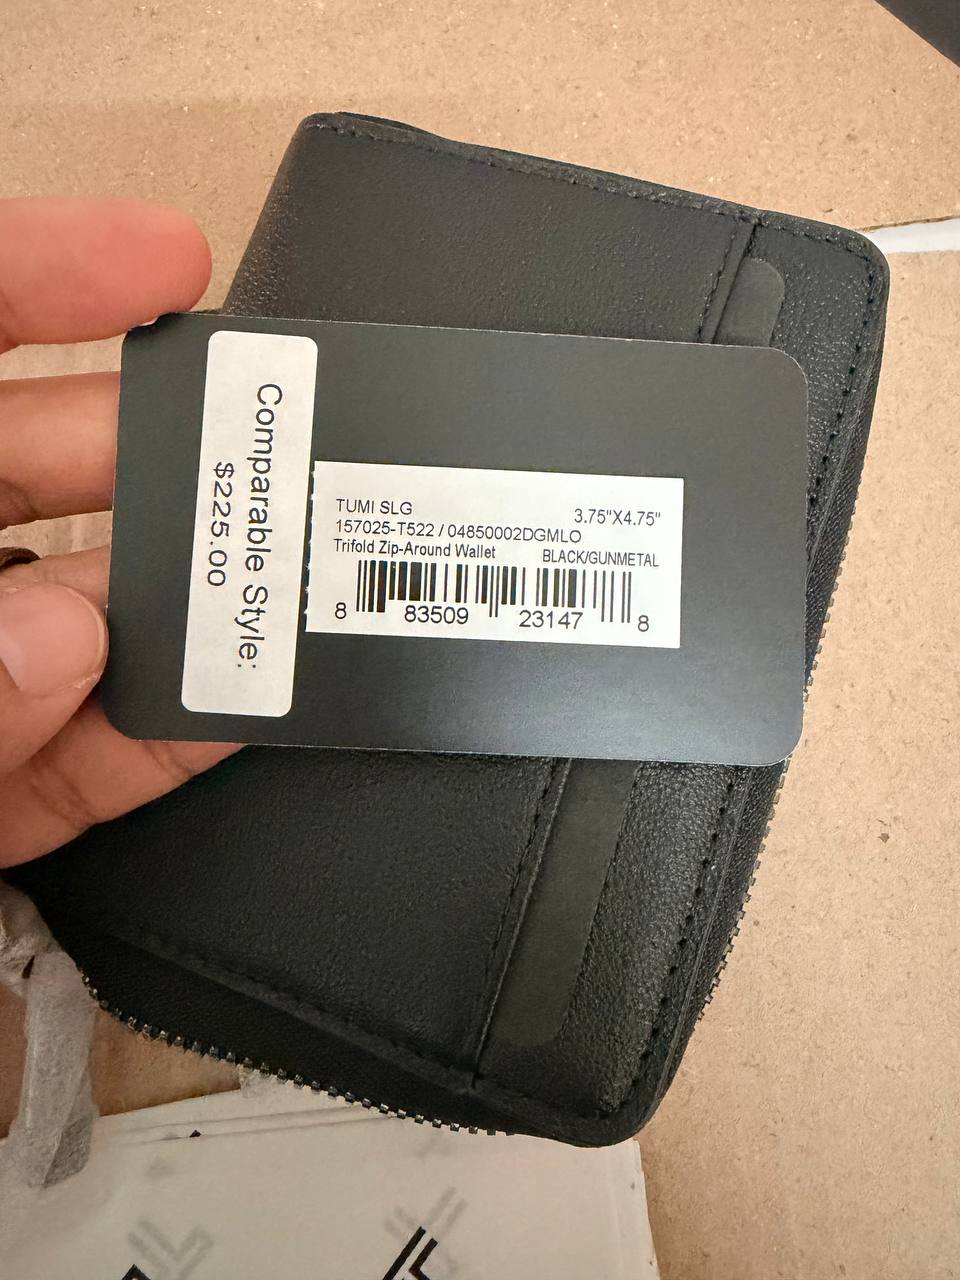 Comparable Style:
$225.00
TUMI SLG
3.75"X4.75"
157025-T522 / 04850002DGMLO
Trifold Zip-Around Wallet
BLACK/GUNMETAL
8 83509 23147 8